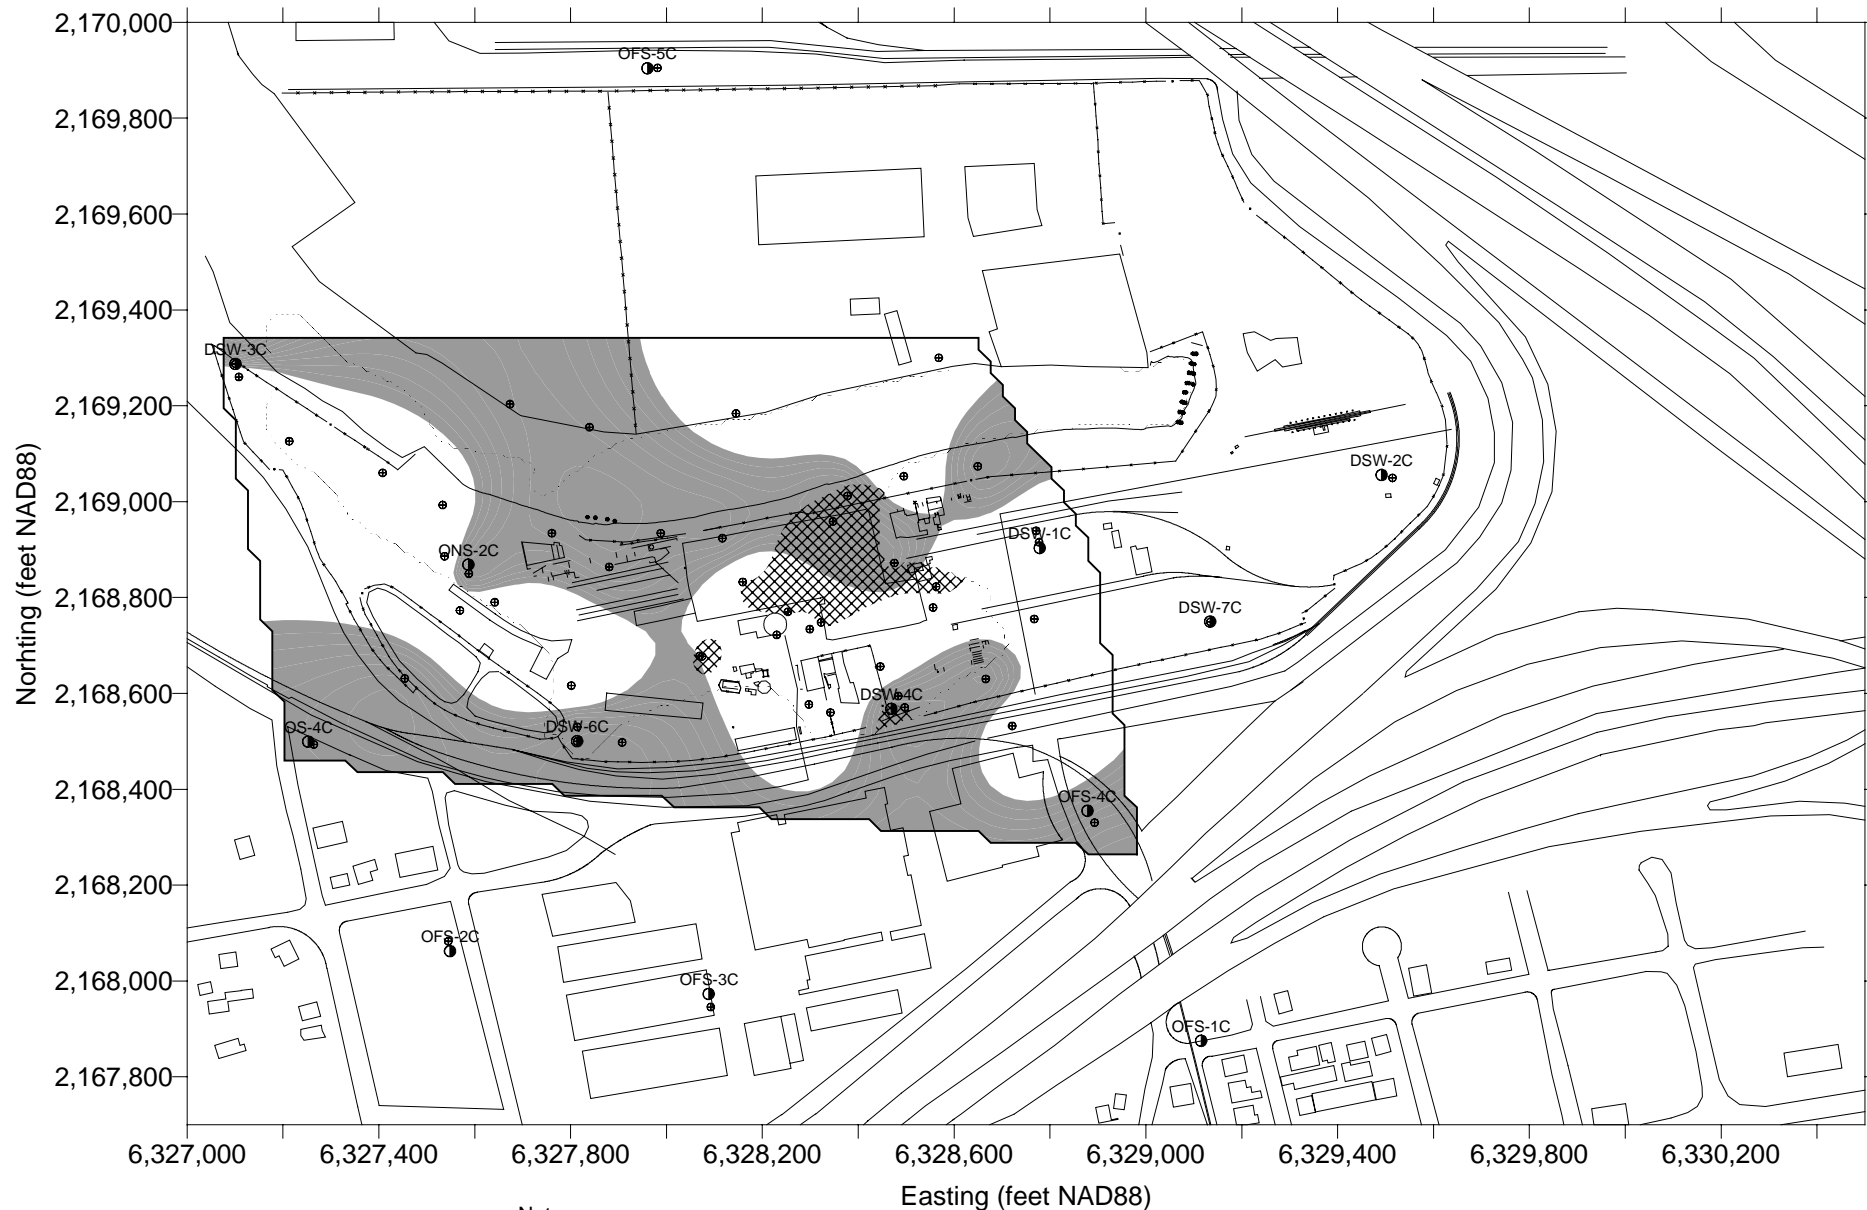 2,170,000
OFS-5C
2,169,800
2,169,600
2,169,400
DSW-3C
2,169,200
DSW-2C
2,169,000
DSW-1C
ONS-2C
2,168,800
DSW-7C
Norhting (feet NAD88)
2,168,600
DSW-4C
OS-4C
DSW-6C
2,168,400
OFS-4C
2,168,200
OFS-2C
2,168,000
OFS-3C
OFS-1C
2,167,800
6,327,000 6,327,400 6,327,800 6,328,200 6,328,600 6,329,000 6,329,400 6,329,800 6,330,200
Easting (feet NAD88)